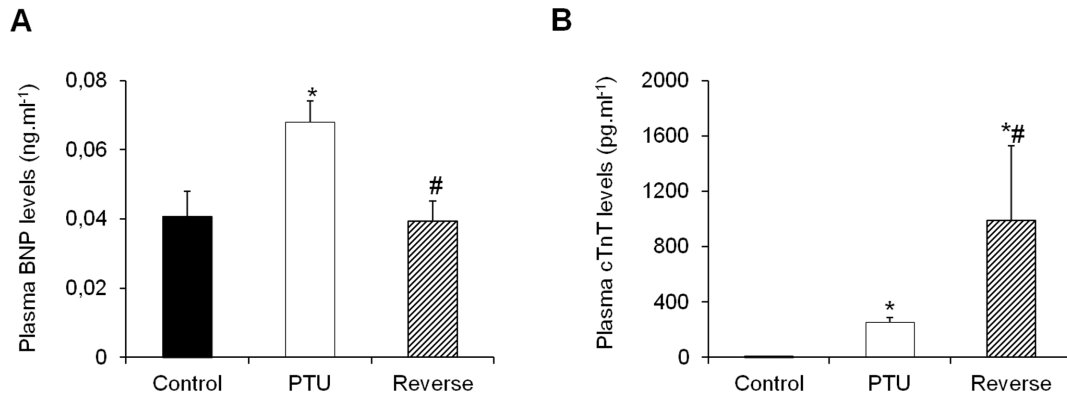 A
Plasma BNP levels (ng.ml-1)
0,08
0,06
0,04
0,02
0
*
#
Control PTU Reverse
B
Plasma cTnT levels (pg.ml-1)
2000
1600
1200
800
400
0
*
*#
Control PTU Reverse